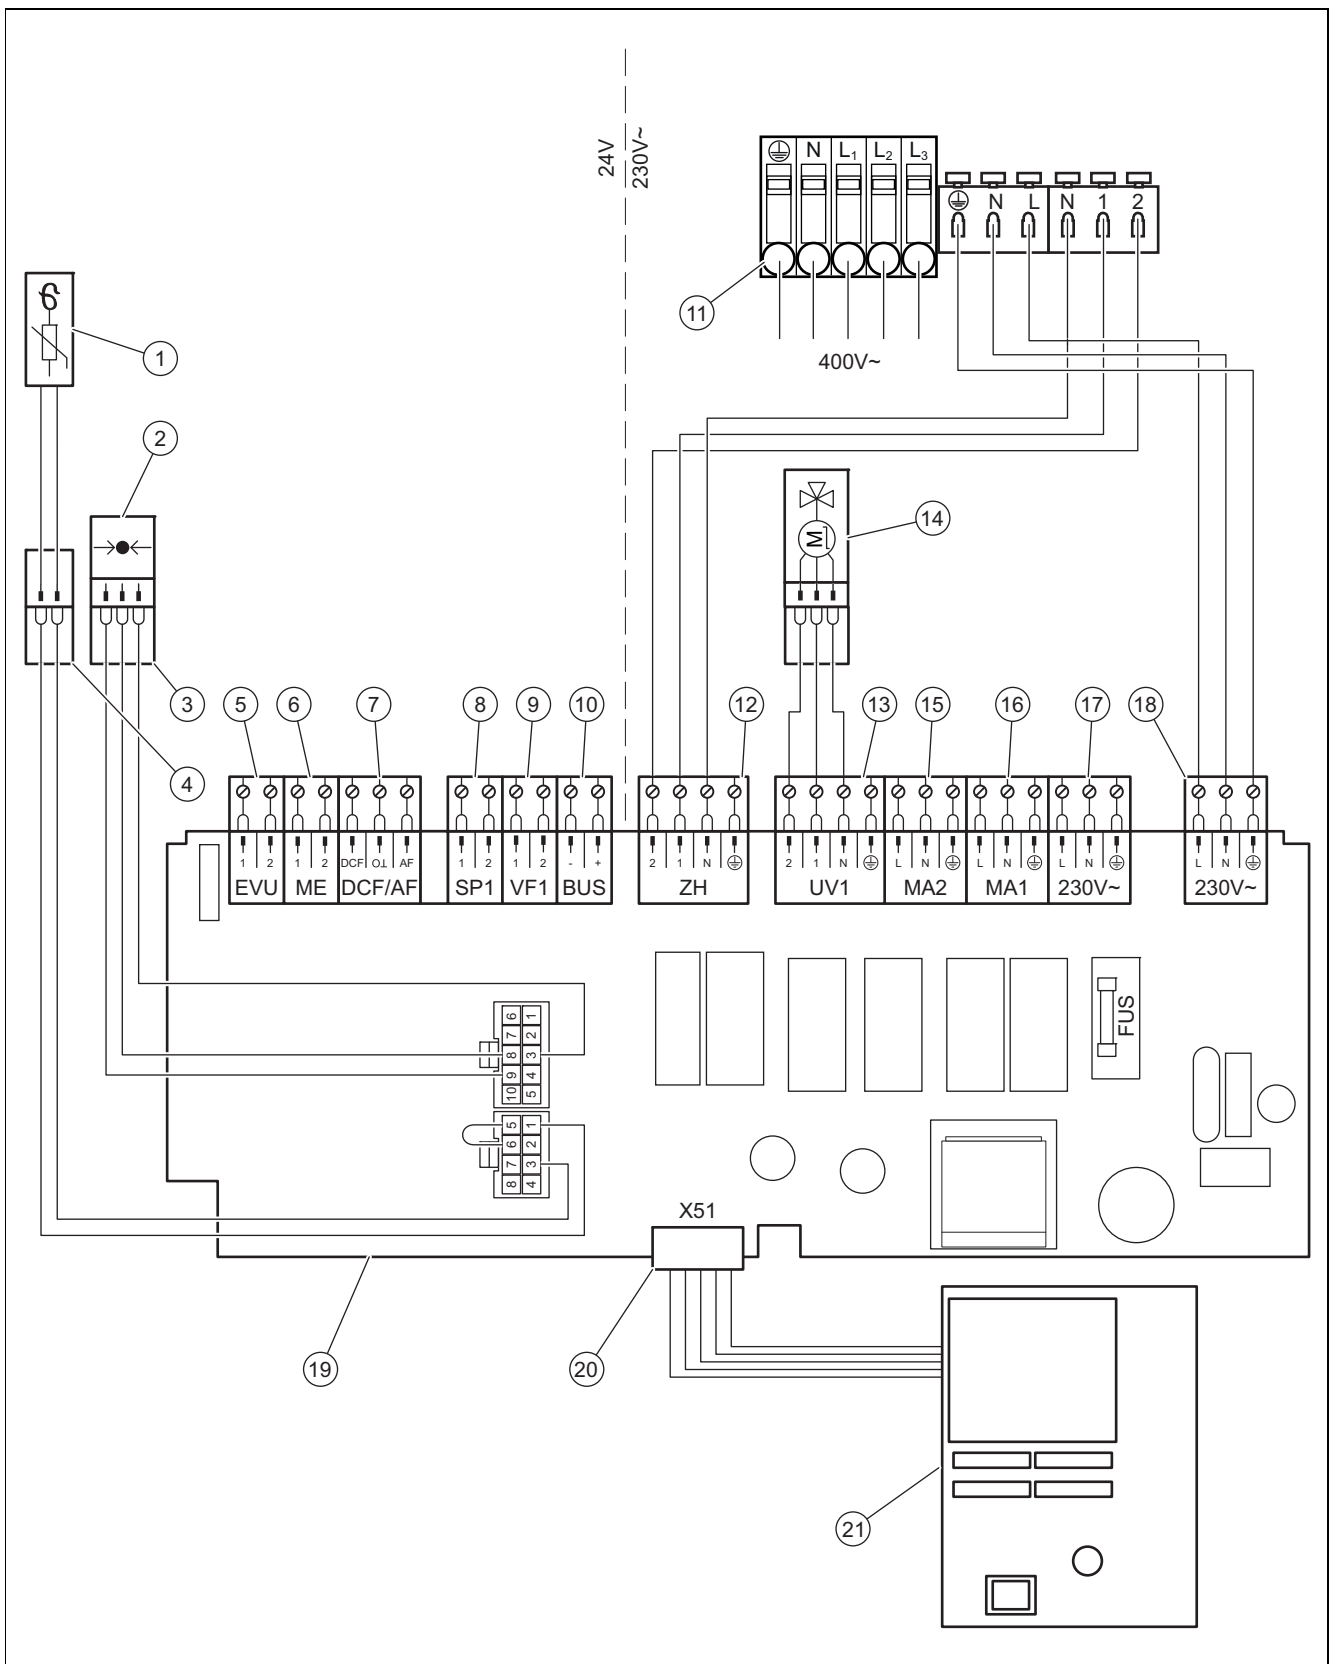 24V
230V~
N L1 L2 L3
N L N 1 2
11
400V~
1
2
14
3 5 6 7 8 9 10 12 13 15 16 17 18
4
M
1 2 1 2 DCF O⊥ AF 1 2 1 2 - + 2 1 N 2 1 N L N L N L N L N
EVU ME DCF/AF SP1 VF1 BUS ZH UV1 MA2 MA1 230V~ 230V~
6 1
7 2
8 3
9 4
10 5
FUS
5 1
6 2
7 3
8 4
X51
19
20
21